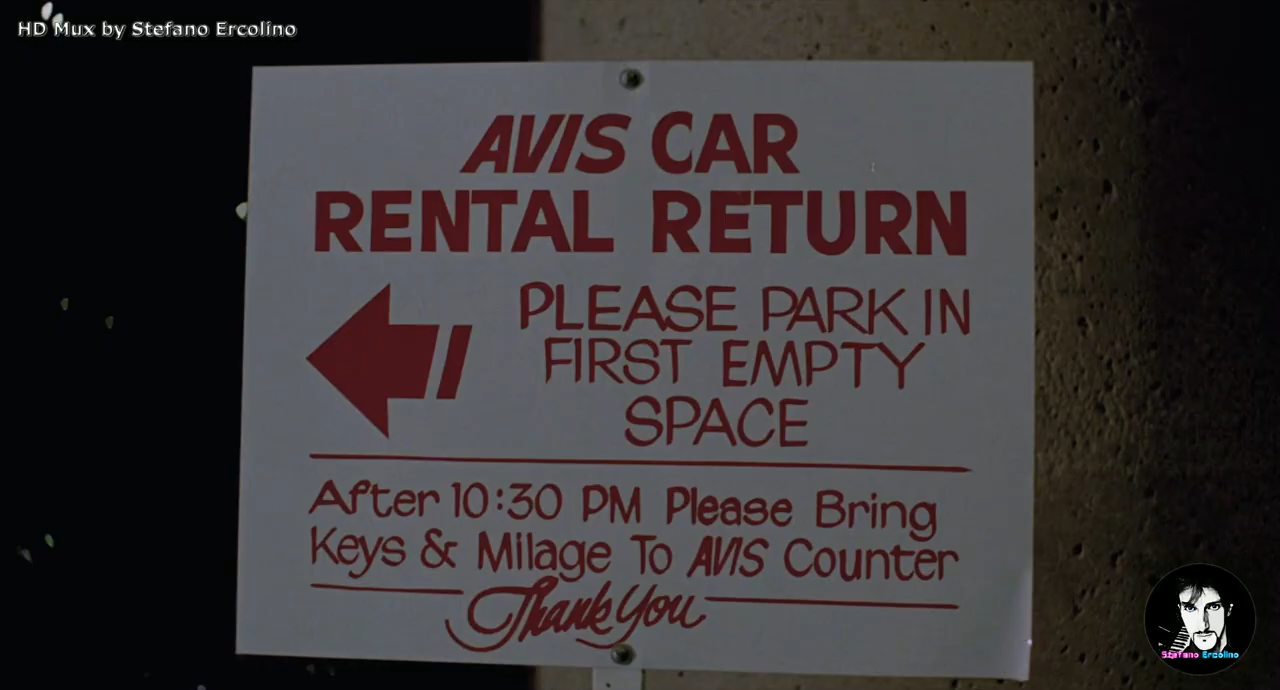 HD Mux by Stefano Ercolino
AVIS CAR
RENTAL RETURN
PLEASE PARK IN
FIRST EMPTY
SPACE
After 10:30 PM Please Bring
Keys & Milage To AVIS Counter
Thank You
Stefano Ercolino